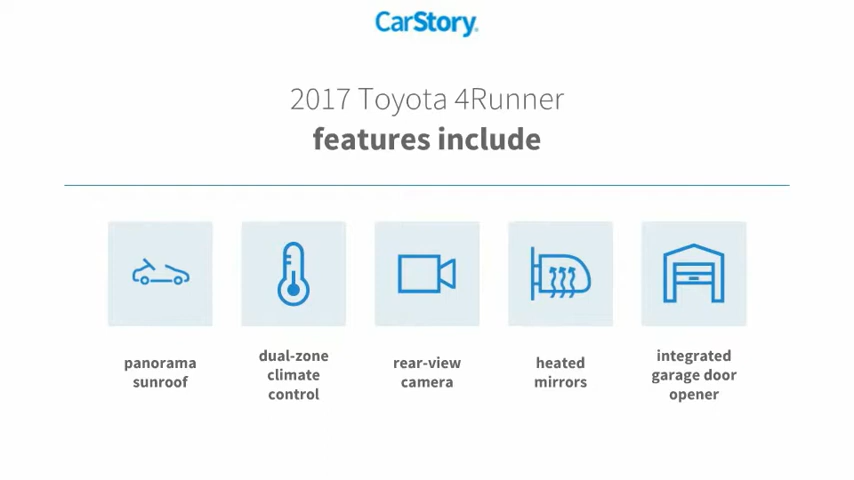 CarStory.
2017 Toyota 4Runner
features include
panorama
sunroof
dual-zone
climate
control
rear-view
camera
heated
mirrors
integrated
garage door
opener